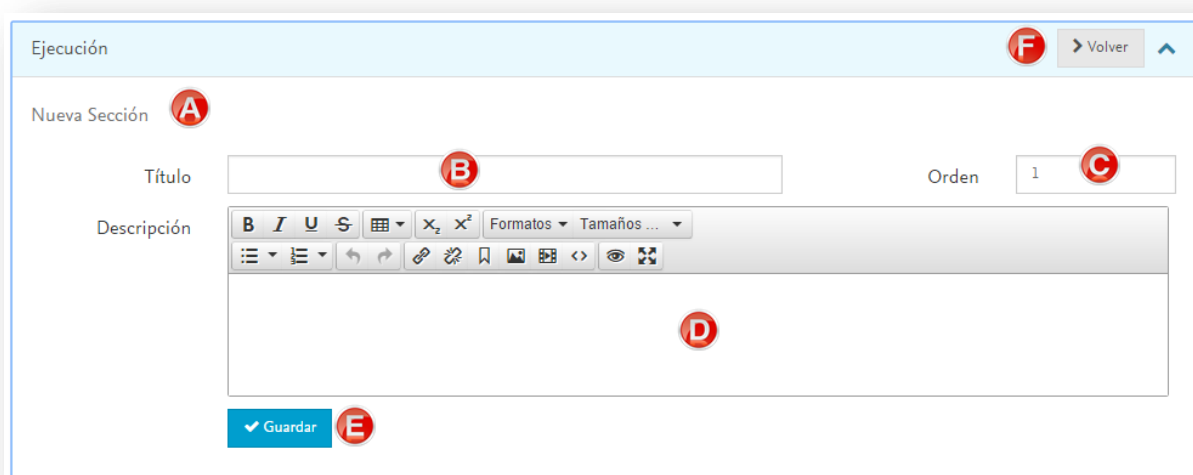 Ejecución F Volver
Nueva Sección A
Título B Orden 1 C
Descripción B I U S X₂ X² Formatos Tamaños ...
D
Guardar E